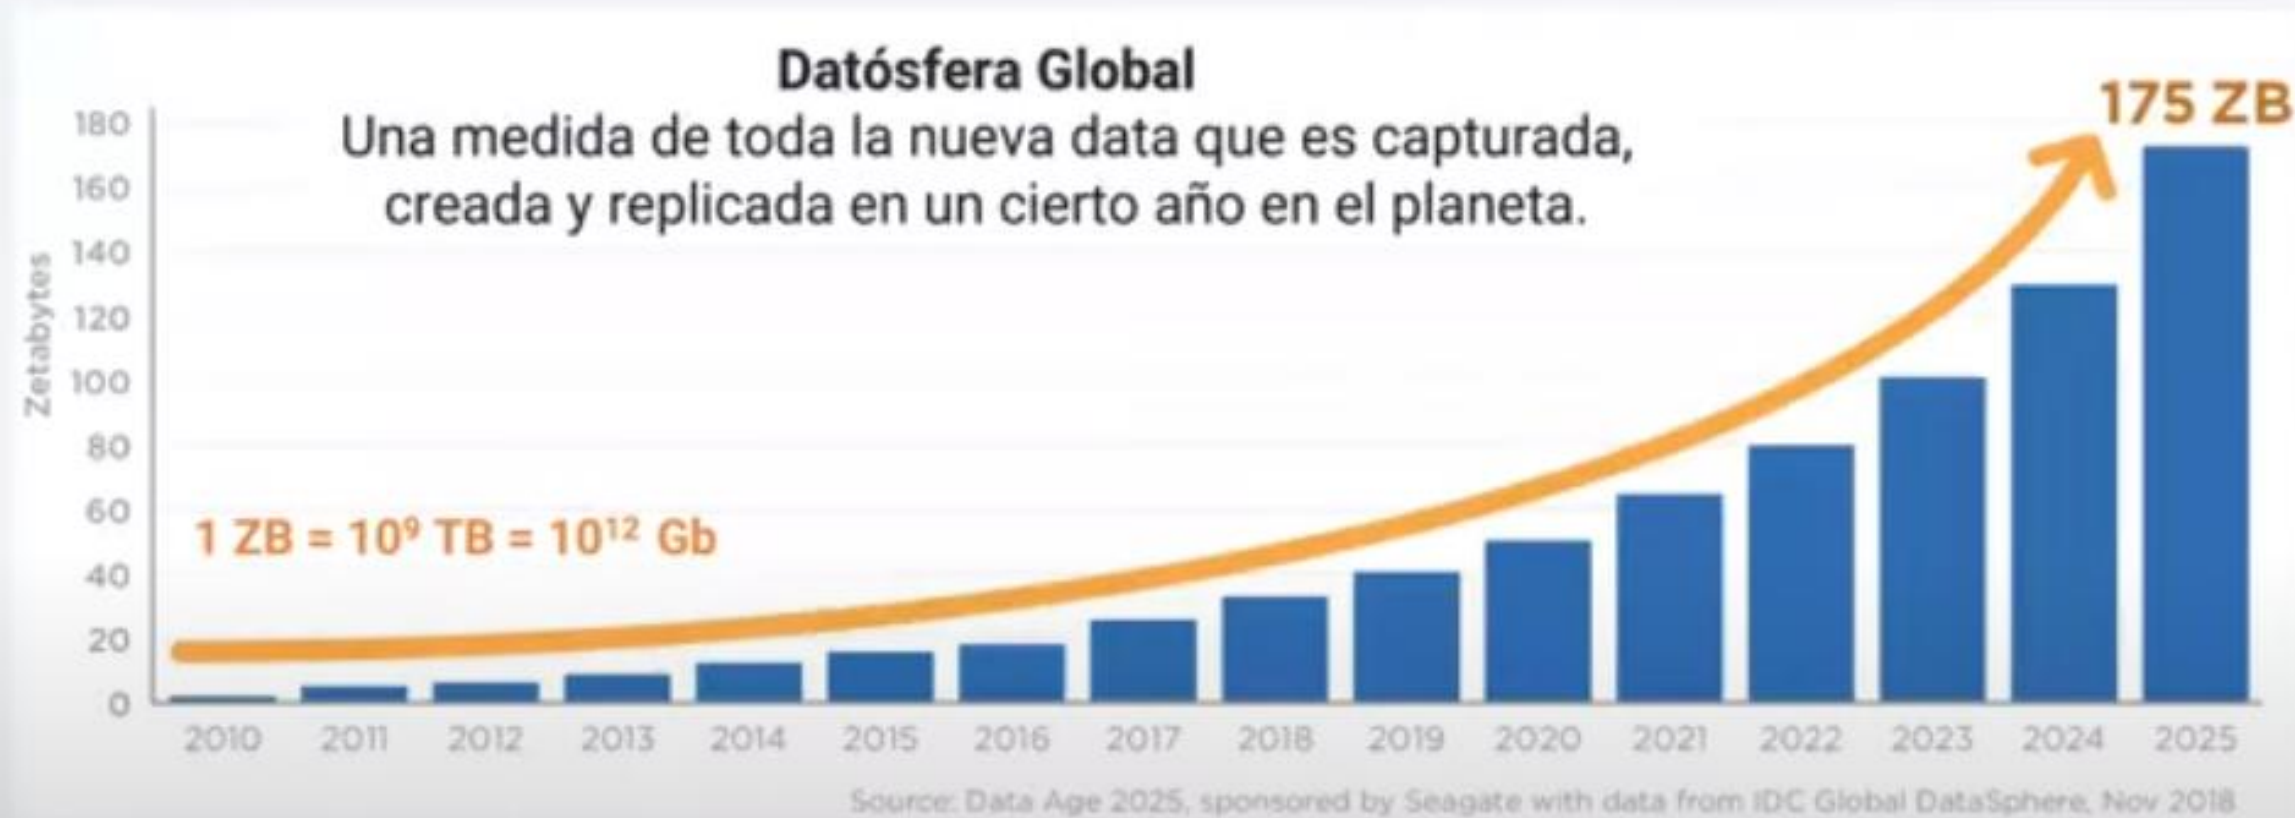 Datósfera Global
Una medida de toda la nueva data que es capturada,
creada y replicada en un cierto año en el planeta.
175 ZB
Zetabytes
180
160
140
120
100
80
60
40
20
0
1 ZB = 10⁹ TB = 10¹² Gb
2010 2011 2012 2013 2014 2015 2016 2017 2018 2019 2020 2021 2022 2023 2024 2025
Source: Data Age 2025, sponsored by Seagate with data from IDC Global DataSphere, Nov 2018